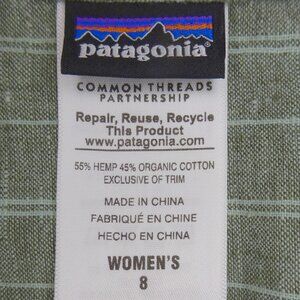 patagonia
COMMON THREADS
PARTNERSHIP
Repair, Reuse, Recycle
This Product
www.patagonia.com
55% HEMP 45% ORGANIC COTTON
EXCLUSIVE OF TRIM
MADE IN CHINA
FABRIQUÉ EN CHINE
HECHO EN CHINA
WOMEN'S
8